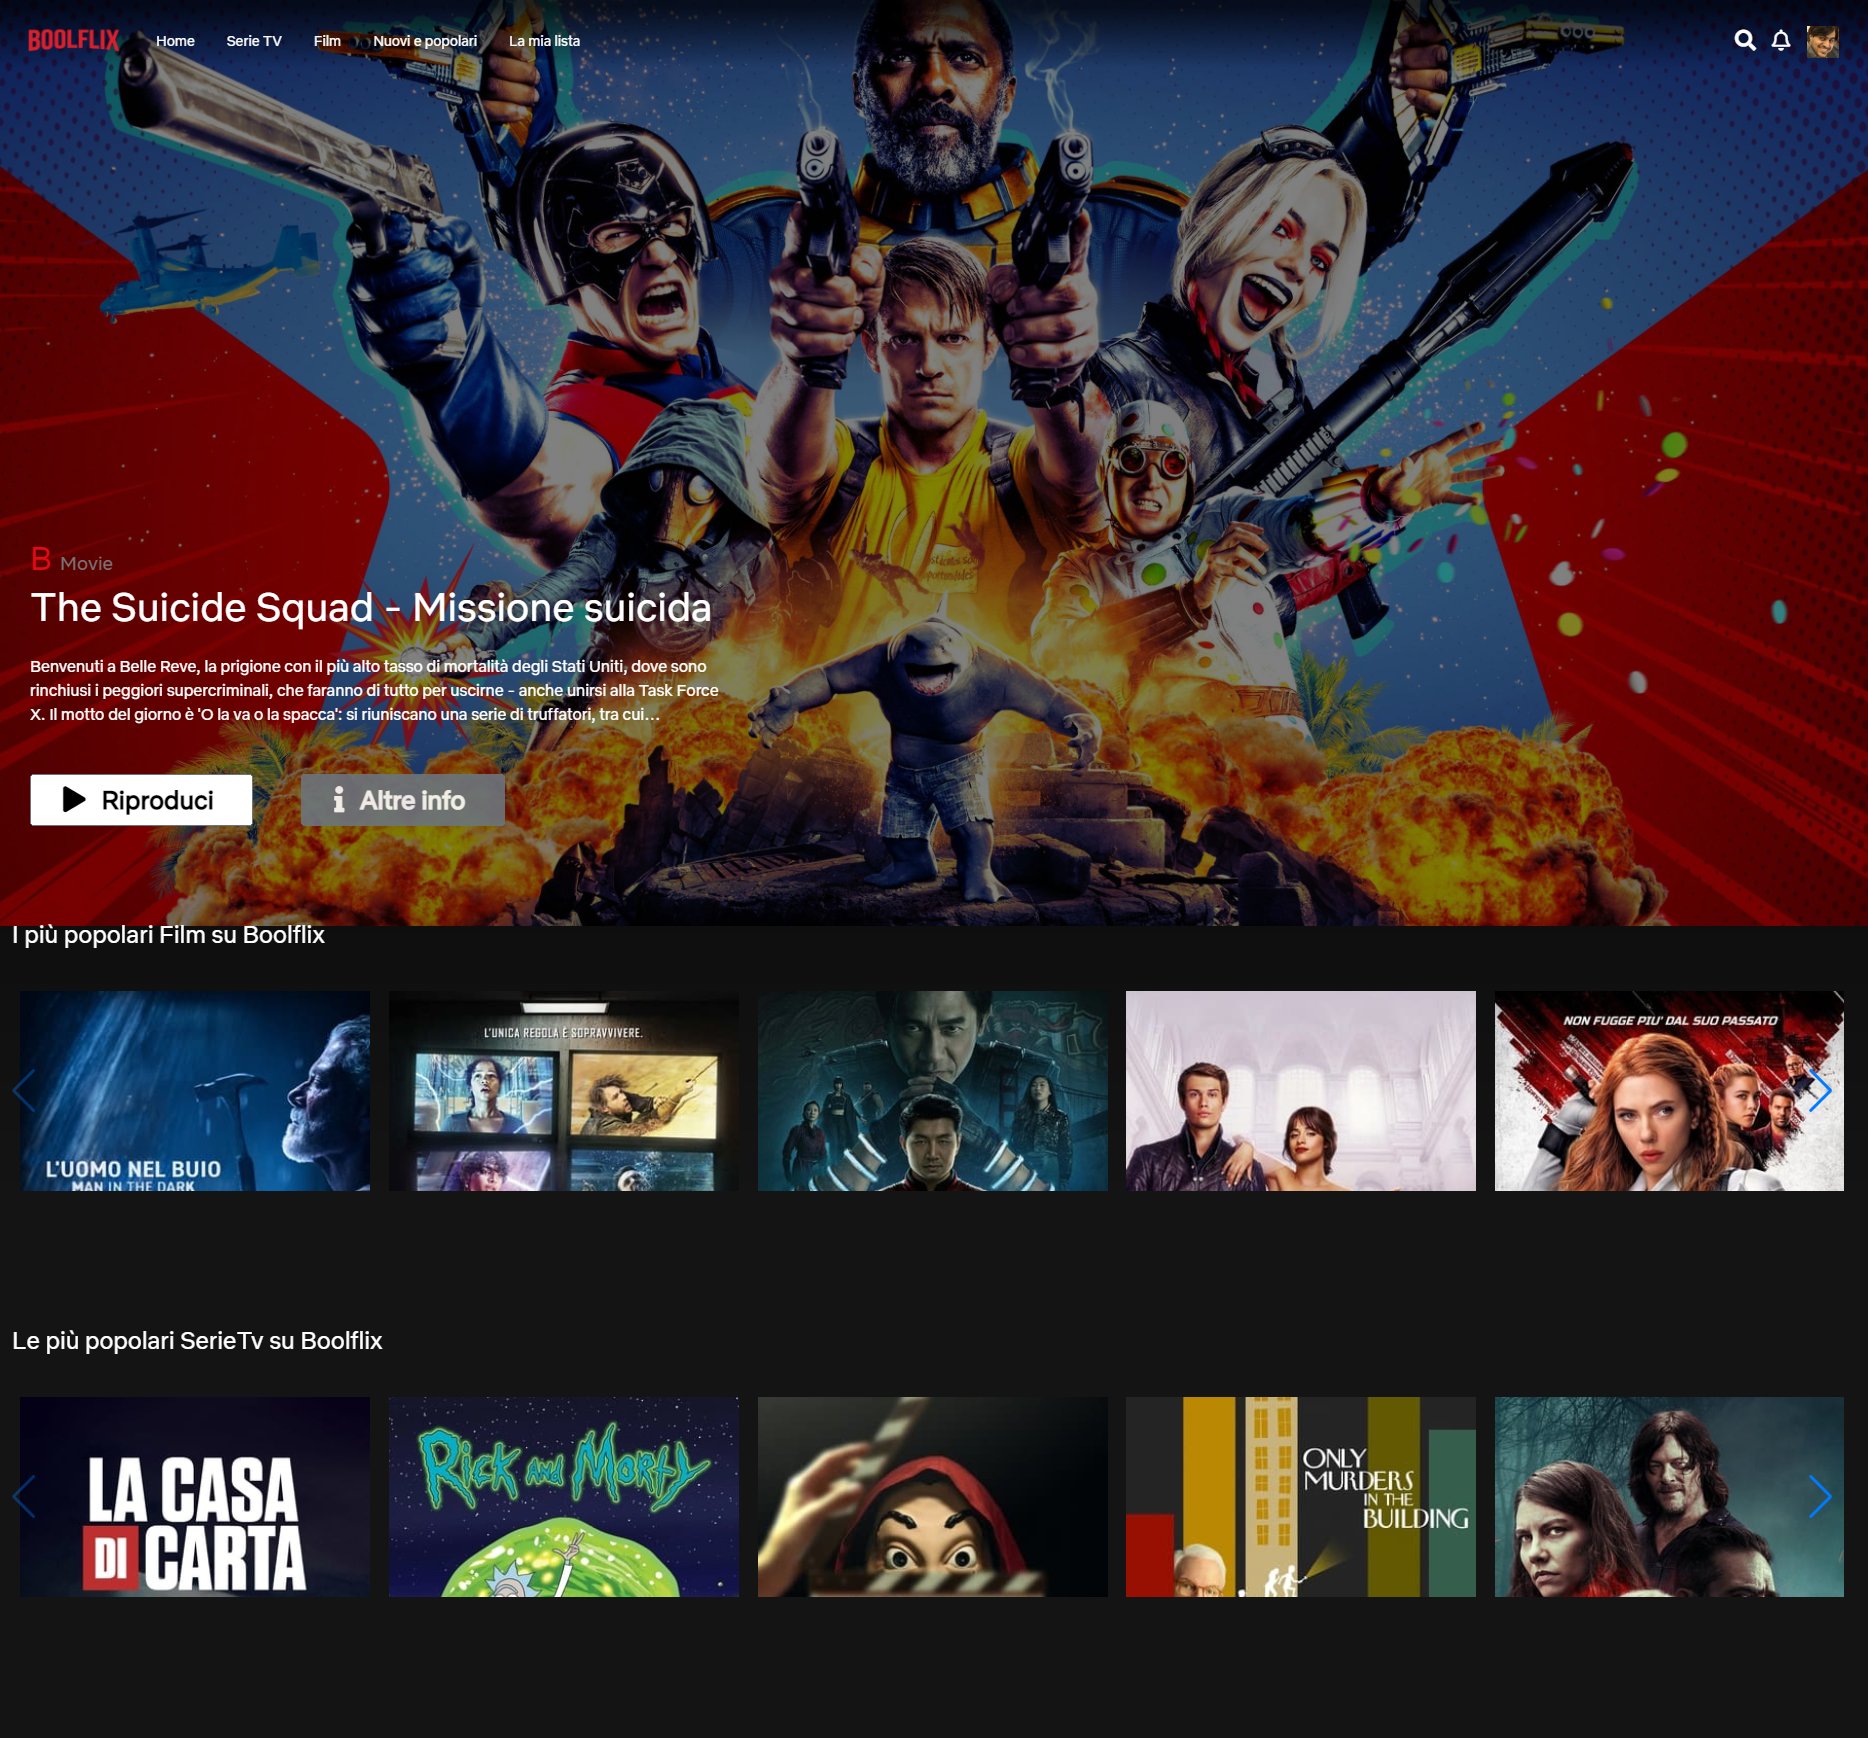 BOOLFLIX
Home
Serie TV
Film
Nuovi e popolari
La mia lista
B Movie
The Suicide Squad - Missione suicida
Benvenuti a Belle Reve, la prigione con il più alto tasso di mortalità degli Stati Uniti, dove sono
rinchiusi i peggiori supercriminali, che faranno di tutto per uscirne - anche unirsi alla Task Force
X. Il motto del giorno è 'O la va o la spacca': si riuniscano una serie di truffatori, tra cui...
Riproduci
Altre info
I più popolari Film su Boolflix
L'UOMO NEL BUIO
MAN IN THE DARK
L'UNICA REGOLA È SOPRAVVIVERE.
NON FUGGE PIU' DAL SUO PASSATO
Le più popolari SerieTv su Boolflix
LA CASA
DI CARTA
RICK AND MORTY
ONLY
MURDERS
IN THE
BUILDING